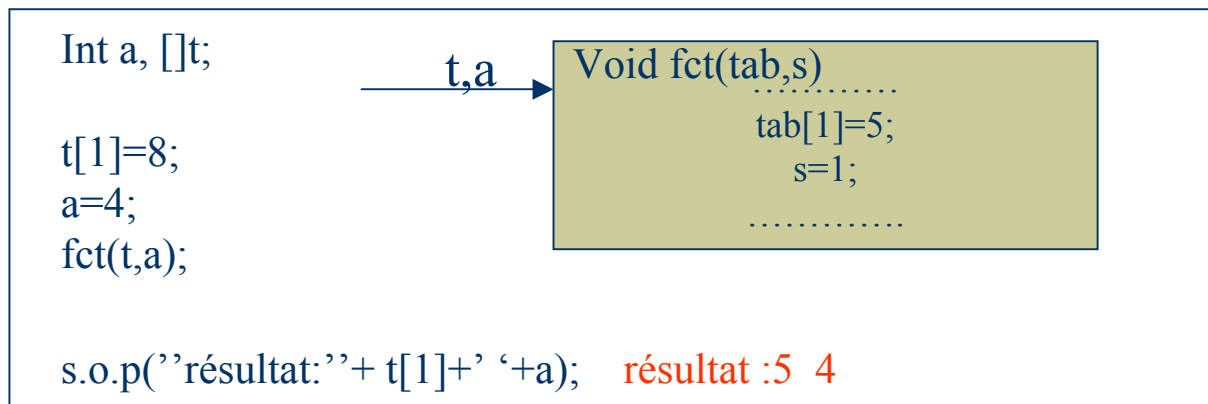 Int a, []t;
t,a
Void fct(tab,s)
…………
tab[1]=5;
s=1;
………….
t[1]=8;
a=4;
fct(t,a);
s.o.p(’’résultat:’’+ t[1]+’ ‘+a); résultat :5 4